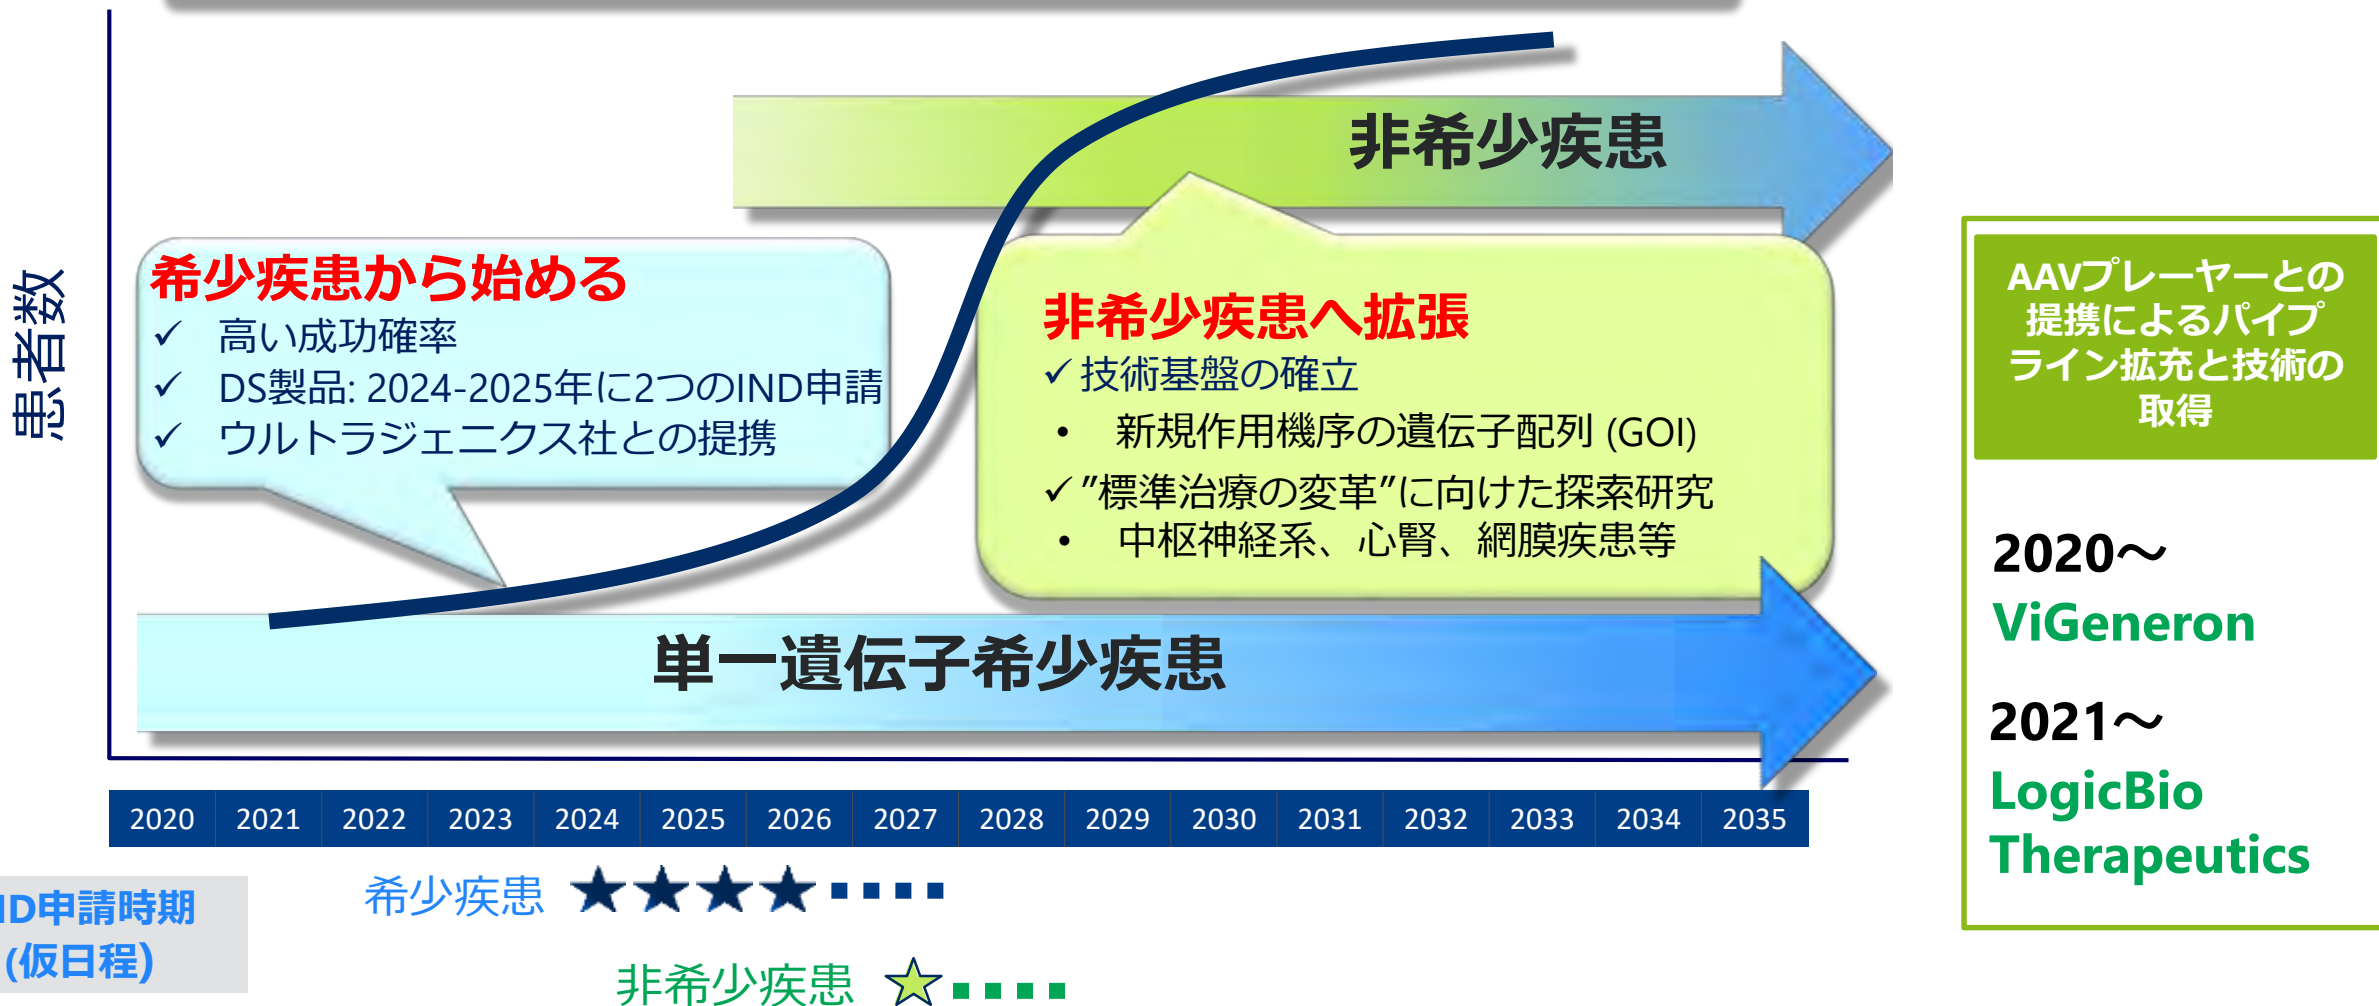 患者数
非希少疾患
希少疾患から始める
✓ 高い成功確率
✓ DS製品: 2024-2025年に2つのIND申請
✓ ウルトラジェニクス社との提携
非希少疾患へ拡張
✓技術基盤の確立
• 新規作用機序の遺伝子配列 (GOI)
✓”標準治療の変革”に向けた探索研究
• 中枢神経系、心腎、網膜疾患等
単一遺伝子希少疾患
2020 2021 2022 2023 2024 2025 2026 2027 2028 2029 2030 2031 2032 2033 2034 2035
ND申請時期
(仮日程)
希少疾患 ★★★★
非希少疾患 ☆
AAVプレーヤーとの
提携によるパイプ
ライン拡充と技術の
取得
2020～
ViGeneron
2021～
LogicBio
Therapeutics